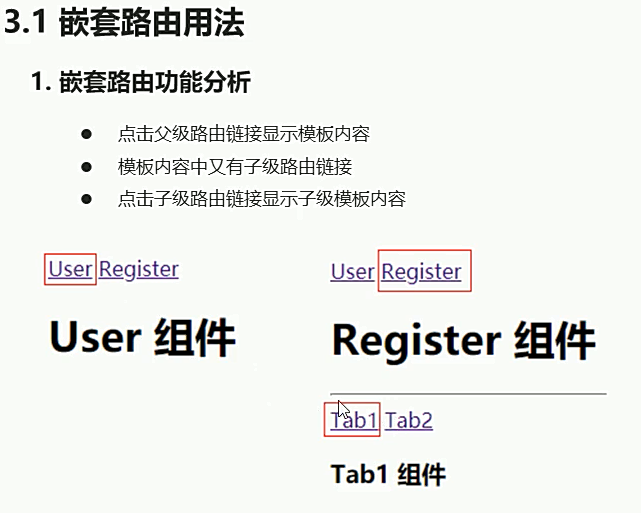 3.1 嵌套路由用法
1. 嵌套路由功能分析
● 点击父级路由链接显示模板内容
● 模板内容中又有子级路由链接
● 点击子级路由链接显示子级模板内容
User Register
User 组件
User Register
Register 组件
Tab1 Tab2
Tab1 组件